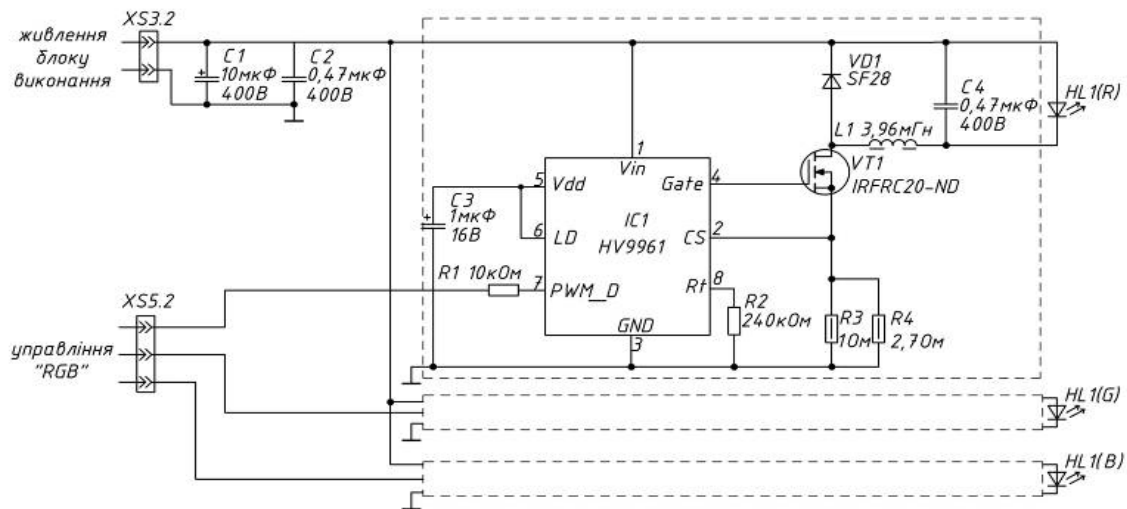 XS3.2
живлення
блоку
виконання
C1
10мкФ
400В
C2
0,47мкФ
400В
VD1
SF28
C4
0,47мкФ
400В
HL1(R)
L1 3,96мГн
VT1
IRFRC20-ND
1
Vin
5
Vdd
Gate
4
C3
1мкФ
16В
IC1
HV9961
6
LD
CS
2
R1 10кОм
7
PWM_D
Rt
8
R2
240кОм
GND
3
R3
1Ом
R4
2,7Ом
XS5.2
управління
"RGB"
HL1(G)
HL1(B)